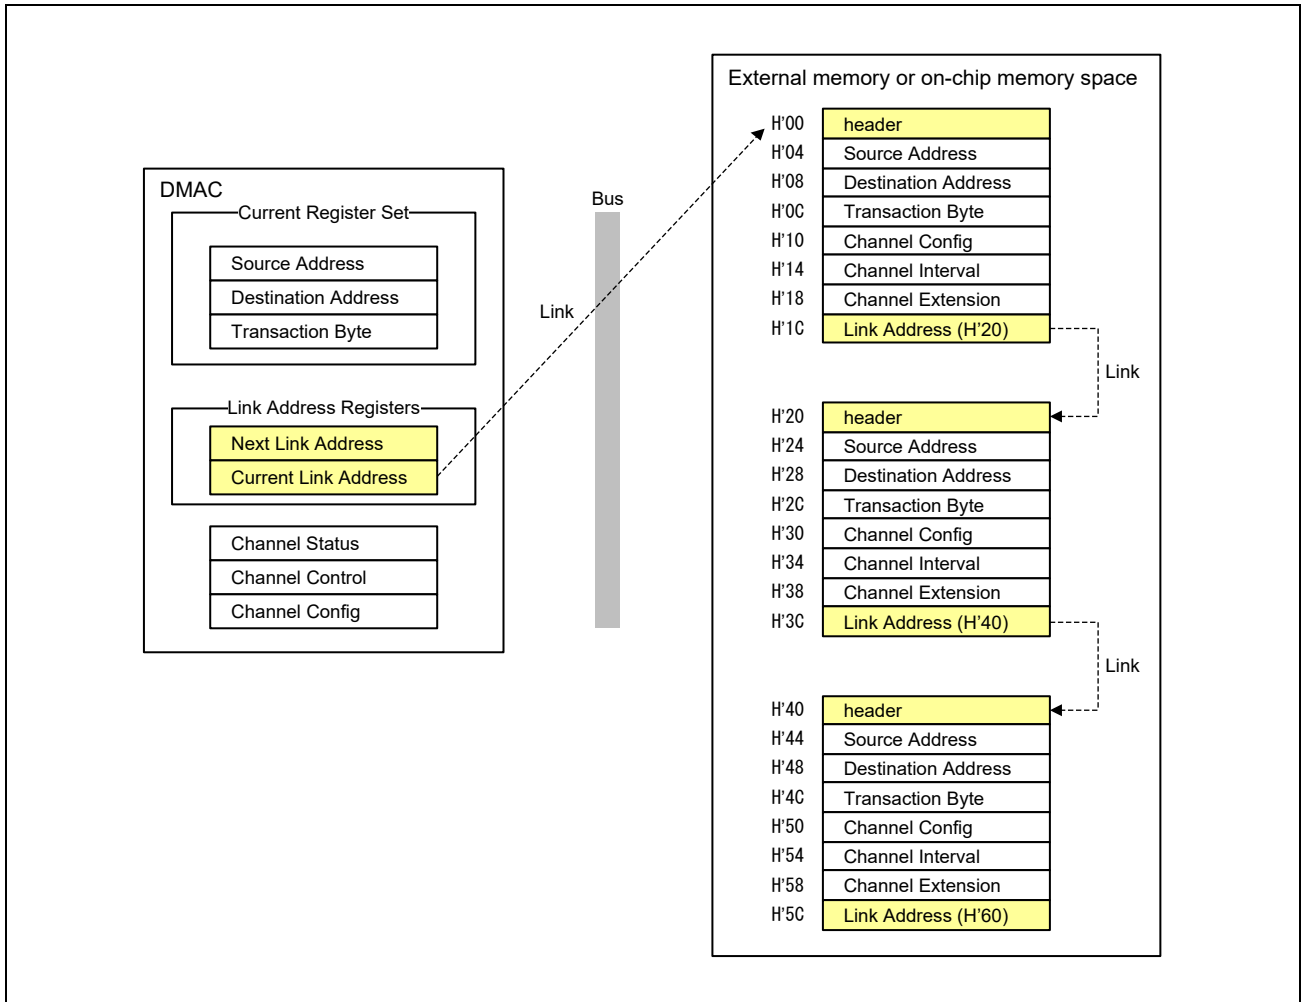 DMAC
Current Register Set
Source Address
Destination Address
Transaction Byte
Link Address Registers
Next Link Address
Current Link Address
Channel Status
Channel Control
Channel Config
Link
Bus
External memory or on-chip memory space
H'00 header
H'04 Source Address
H'08 Destination Address
H'0C Transaction Byte
H'10 Channel Config
H'14 Channel Interval
H'18 Channel Extension
H'1C Link Address (H'20)
Link
H'20 header
H'24 Source Address
H'28 Destination Address
H'2C Transaction Byte
H'30 Channel Config
H'34 Channel Interval
H'38 Channel Extension
H'3C Link Address (H'40)
Link
H'40 header
H'44 Source Address
H'48 Destination Address
H'4C Transaction Byte
H'50 Channel Config
H'54 Channel Interval
H'58 Channel Extension
H'5C Link Address (H'60)